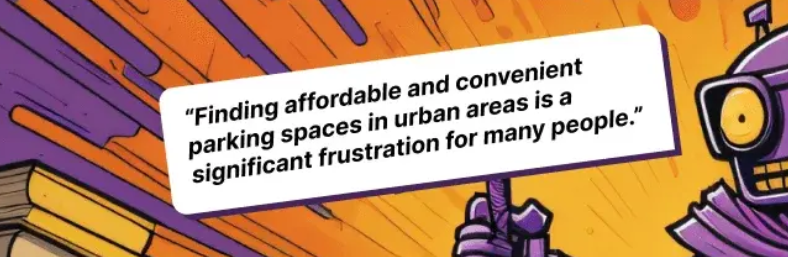 “Finding affordable and convenient
parking spaces in urban areas is a
significant frustration for many people.”